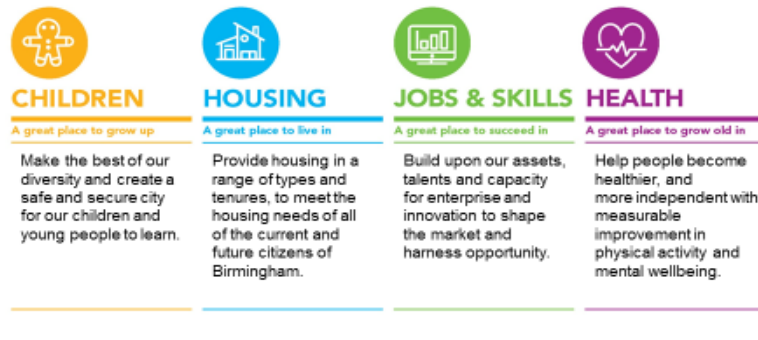 CHILDREN
A great place to grow up
Make the best of our
diversity and create a
safe and secure city
for our children and
young people to learn.
HOUSING
A great place to live in
Provide housing in a
range of types and
tenures, to meet the
housing needs of all
of the current and
future citizens of
Birmingham.
JOBS & SKILLS
A great place to succeed in
Build upon our assets,
talents and capacity
for enterprise and
innovation to shape
the market and
harness opportunity.
HEALTH
A great place to grow old in
Help people become
healthier, and
more independent with
measurable
improvement in
physical activity and
mental wellbeing.